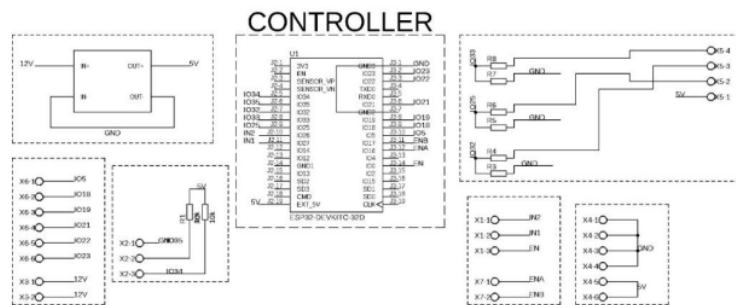 CONTROLLER
12V
IN+
OUT+
5V
IN-
OUT-
GND
U1
3V3
EN
SENSOR_VP
SENSOR_VN
IO34
IO35
IO32
IO33
IO25
IO26
IO27
IO14
IO12
GND1
IO13
SD2
SD3
CMD
EXT_5V
GND3
IO23
IO22
TXD0
RXD0
IO21
GND2
IO19
IO18
IO5
IO17
IO16
IO4
IO0
IO2
IO15
SD1
SD0
CLK
IO34
IO35
IO32
IO33
IO25
IN2
IN1
5V
GND
IO23
IO22
IO21
IO19
IO18
IO5
ENB
ENA
EN
ESP32-DEVKITC-32D
IO33
R8
R7
GND
IO25
R6
R5
GND
IO32
R4
R3
GND
X5-4
X5-3
X5-2
5V X5-1
X6-1 IO5
X6-2 IO18
X6-3 IO19
X6-4 IO21
X6-5 IO22
X6-6 IO23
X3-1 12V
X3-2 12V
5V
R1
10k
X2-1 GND
IO35
X2-2
X2-3 IO34
X1-1 IN2
X1-2 IN1
X1-3 EN
X7-1 ENA
X7-2 ENB
X4-1
X4-2
X4-3 GND
X4-4
X4-5 5V
X4-6